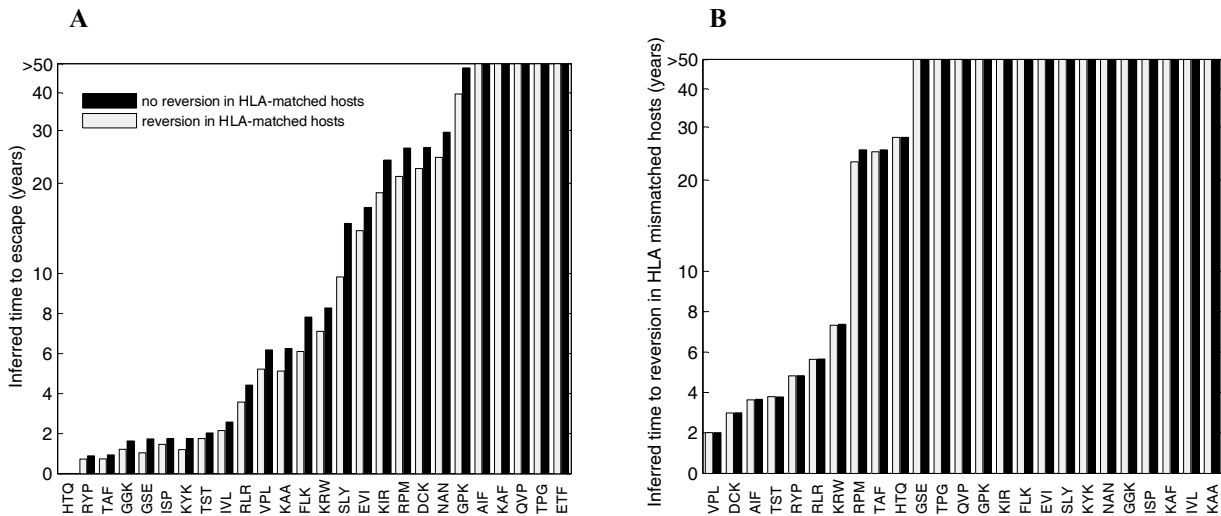 A
Inferred time to escape (years)
>50
40
30
20
10
8
6
4
2
0
no reversion in HLA-matched hosts
reversion in HLA-matched hosts
HTQ RYP TAF GGK GSE ISP KYK TST IVL RLR VPL KAA FLK KRW SLY EVI KIR RPM DCK NAN GPK AIF KAF QVP TPG ETF
B
Inferred time to reversion in HLA mismatched hosts (years)
>50
40
30
20
10
8
6
4
2
0
VPL DCK AIF TST RYP RLR KRW RPM TAF HTQ GSE TPG QVP GPK KIR FLK EVI SLY KYK NAN GGK ISP KAF IVL KAA